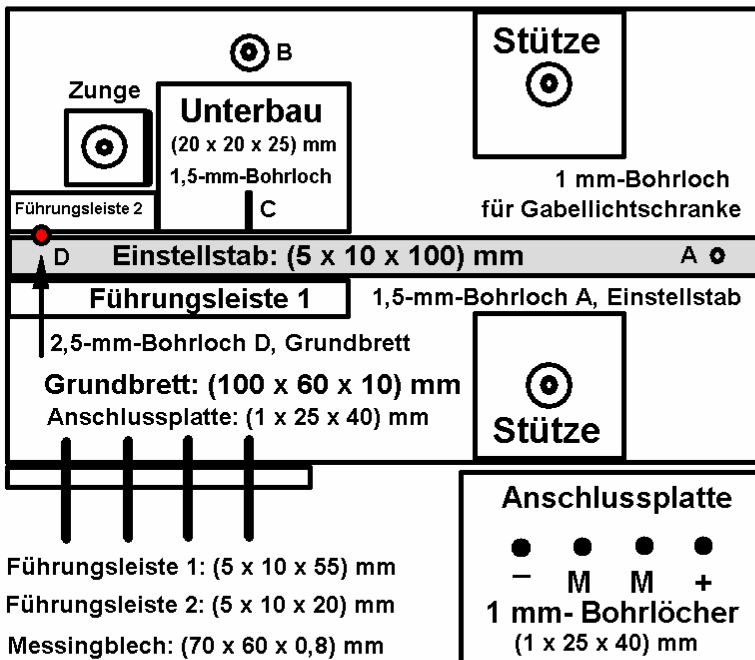 Stütze
B
Zunge
Unterbau
(20 x 20 x 25) mm
1,5-mm-Bohrloch
C
1 mm-Bohrloch
für Gabellichtschranke
Führungsleiste 2
D
Einstellstab: (5 x 10 x 100) mm
A
Führungsleiste 1
1,5-mm-Bohrloch A, Einstellstab
2,5-mm-Bohrloch D, Grundbrett
Grundbrett: (100 x 60 x 10) mm
Anschlussplatte: (1 x 25 x 40) mm
Stütze
Führungsleiste 1: (5 x 10 x 55) mm
Führungsleiste 2: (5 x 10 x 20) mm
Messingblech: (70 x 60 x 0,8) mm
Anschlussplatte
– M M +
1 mm- Bohrlöcher
(1 x 25 x 40) mm